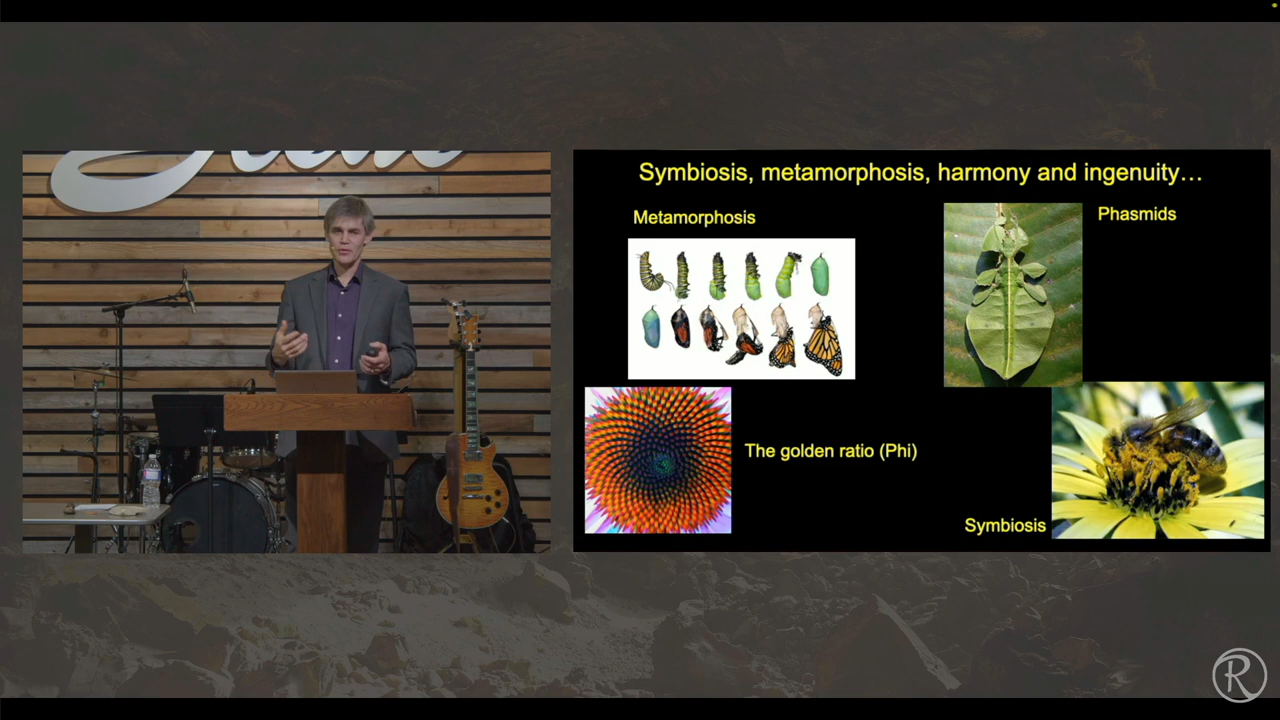 Symbiosis, metamorphosis, harmony and ingenuity…
Metamorphosis
Phasmids
The golden ratio (Phi)
Symbiosis
R